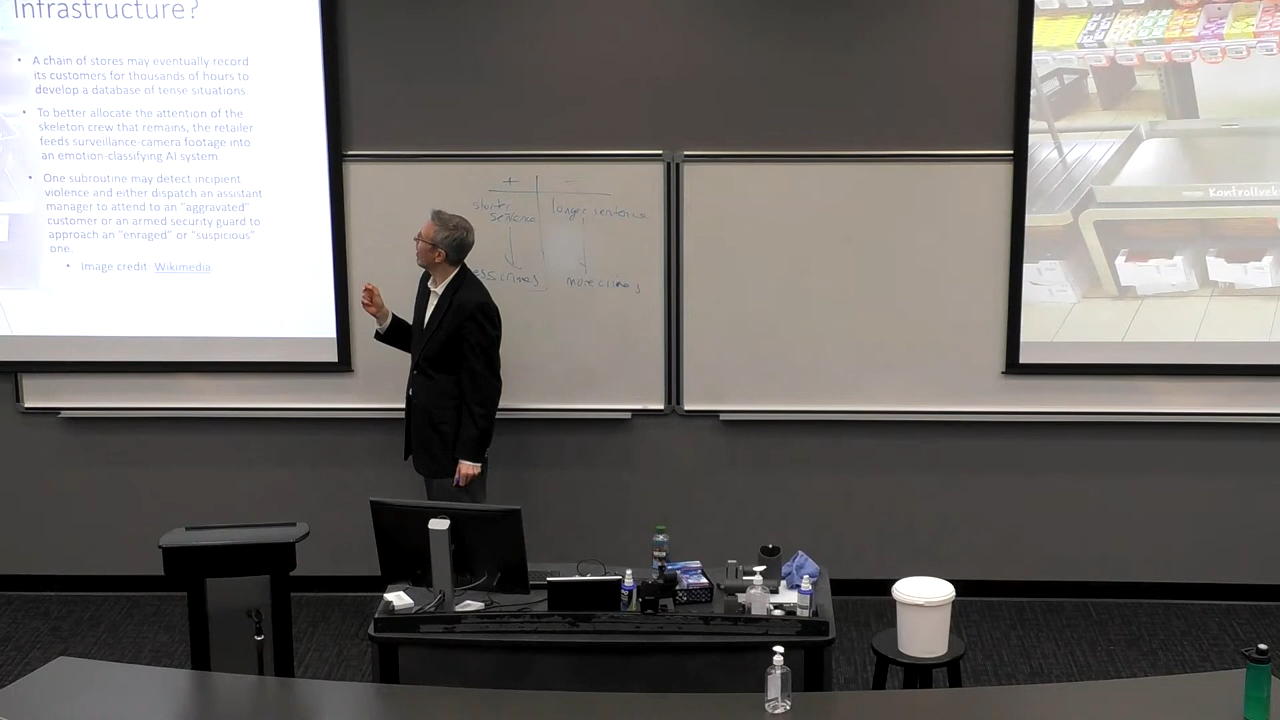 Infrastructure?
• A chain of stores may eventually record
its customers for thousands of hours to
develop a database of tense situations.
• To better allocate the attention of the
skeleton crew that remains, the retailer
feeds surveillance-camera footage into
an emotion-classifying AI system.
• One subroutine may detect incipient
violence and either dispatch an assistant
manager to attend to an "aggravated"
customer or an armed security guard to
approach an "enraged" or "suspicious"
one.
• Image credit: Wikimedia
+ -
shorter sentence
longer sentence
ess crimes
more crimes
Kontrollvek